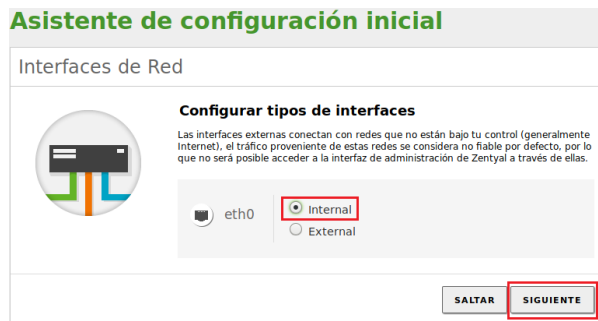 Asistente de configuración inicial
Interfaces de Red
Configurar tipos de interfaces
Las interfaces externas conectan con redes que no están bajo tu control (generalmente
Internet), el tráfico proveniente de estas redes se considera no fiable por defecto, por lo
que no será posible acceder a la interfaz de administración de Zentyal a través de ellas.
eth0
Internal
External
SALTAR SIGUIENTE